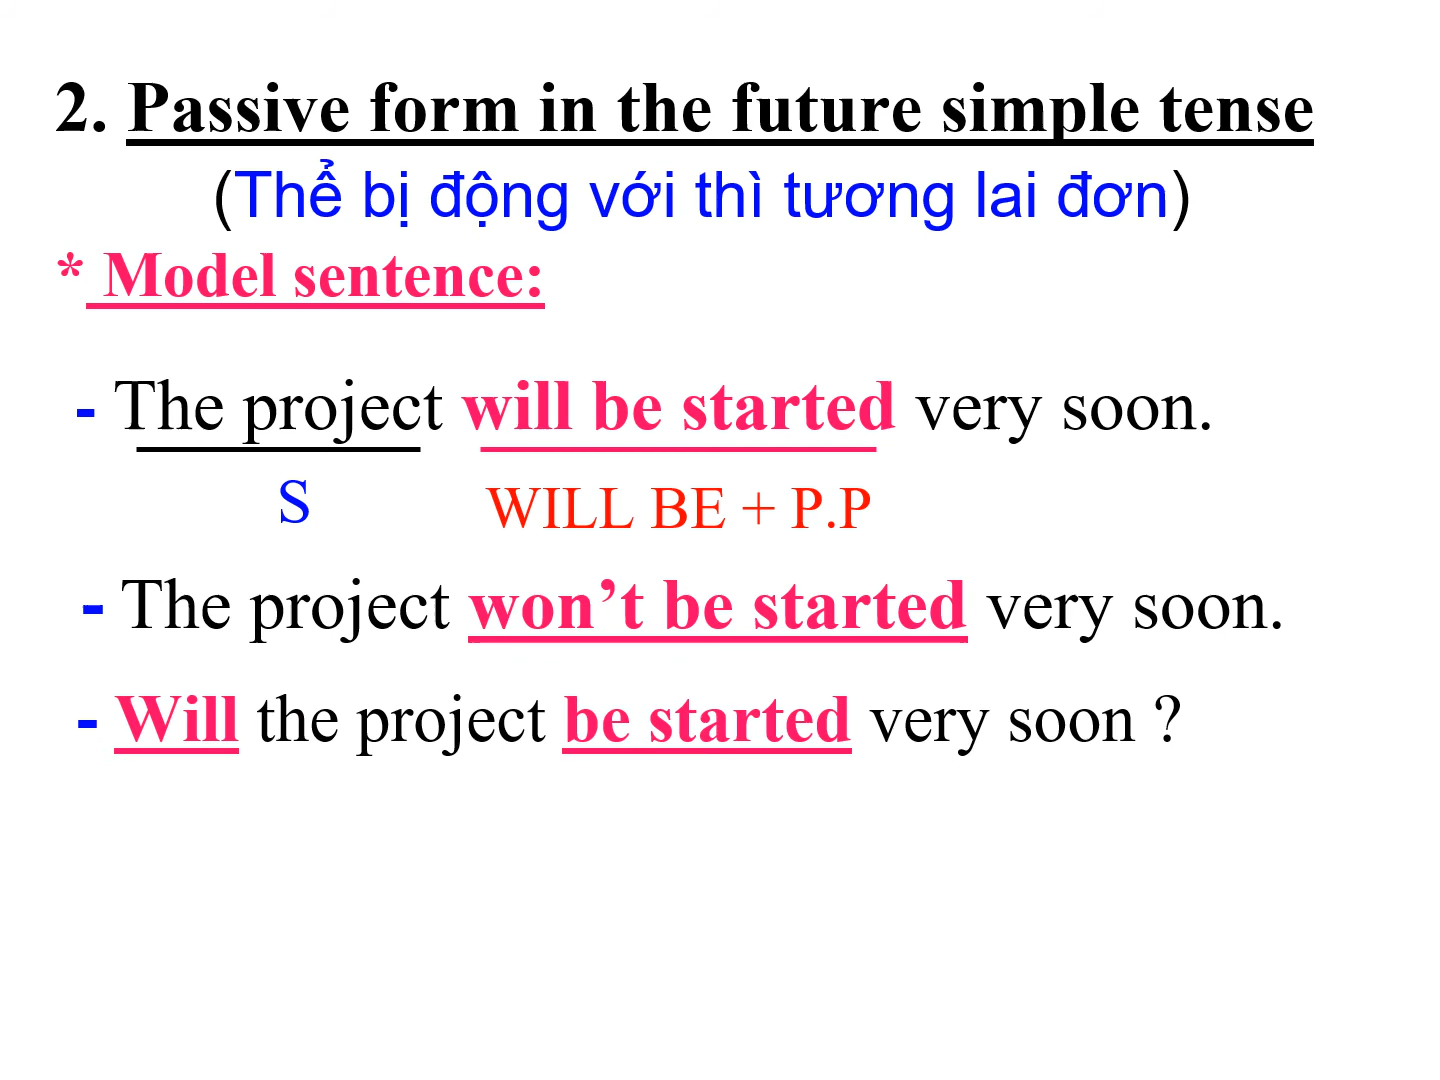 2. Passive form in the future simple tense
(Thể bị động với thì tương lai đơn)
* Model sentence:
- The project will be started very soon.
S WILL BE + P.P
- The project won’t be started very soon.
- Will the project be started very soon ?